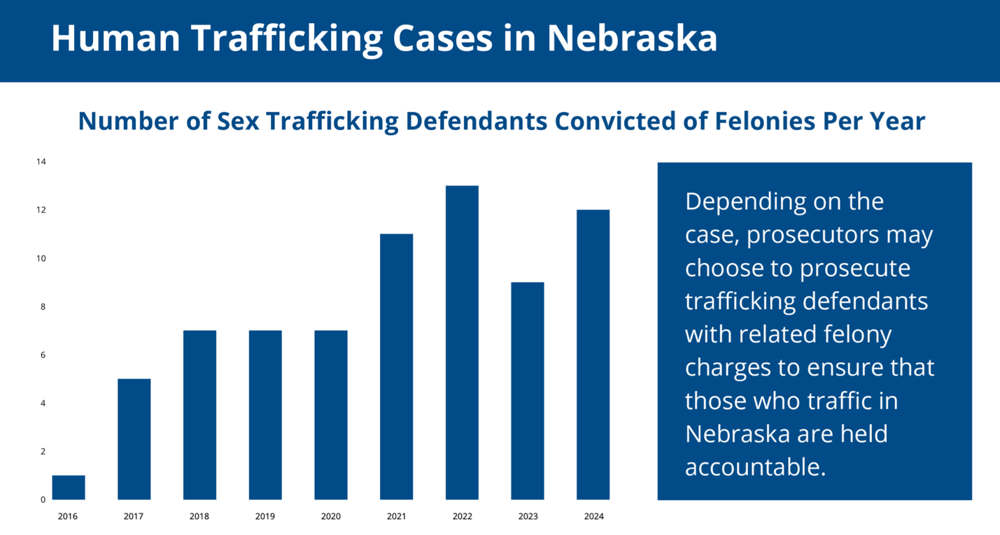 Human Trafficking Cases in Nebraska
Number of Sex Trafficking Defendants Convicted of Felonies Per Year
14
12
10
8
6
4
2
0
2016
2017
2018
2019
2020
2021
2022
2023
2024
Depending on the
case, prosecutors may
choose to prosecute
trafficking defendants
with related felony
charges to ensure that
those who traffic in
Nebraska are held
accountable.